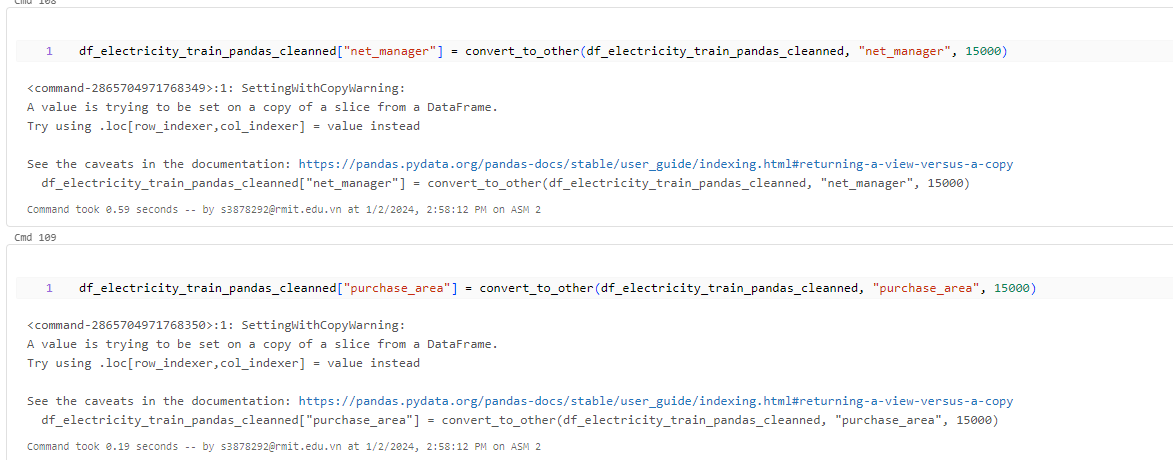 Cmd 108
1 df_electricity_train_pandas_cleanned["net_manager"] = convert_to_other(df_electricity_train_pandas_cleanned, "net_manager", 15000)
<command-2865704971768349>:1: SettingWithCopyWarning:
A value is trying to be set on a copy of a slice from a DataFrame.
Try using .loc[row_indexer,col_indexer] = value instead
See the caveats in the documentation: https://pandas.pydata.org/pandas-docs/stable/user_guide/indexing.html#returning-a-view-versus-a-copy
df_electricity_train_pandas_cleanned["net_manager"] = convert_to_other(df_electricity_train_pandas_cleanned, "net_manager", 15000)
Command took 0.59 seconds -- by s3878292@rmit.edu.vn at 1/2/2024, 2:58:12 PM on ASM 2
Cmd 109
1 df_electricity_train_pandas_cleanned["purchase_area"] = convert_to_other(df_electricity_train_pandas_cleanned, "purchase_area", 15000)
<command-2865704971768350>:1: SettingWithCopyWarning:
A value is trying to be set on a copy of a slice from a DataFrame.
Try using .loc[row_indexer,col_indexer] = value instead
See the caveats in the documentation: https://pandas.pydata.org/pandas-docs/stable/user_guide/indexing.html#returning-a-view-versus-a-copy
df_electricity_train_pandas_cleanned["purchase_area"] = convert_to_other(df_electricity_train_pandas_cleanned, "purchase_area", 15000)
Command took 0.19 seconds -- by s3878292@rmit.edu.vn at 1/2/2024, 2:58:12 PM on ASM 2